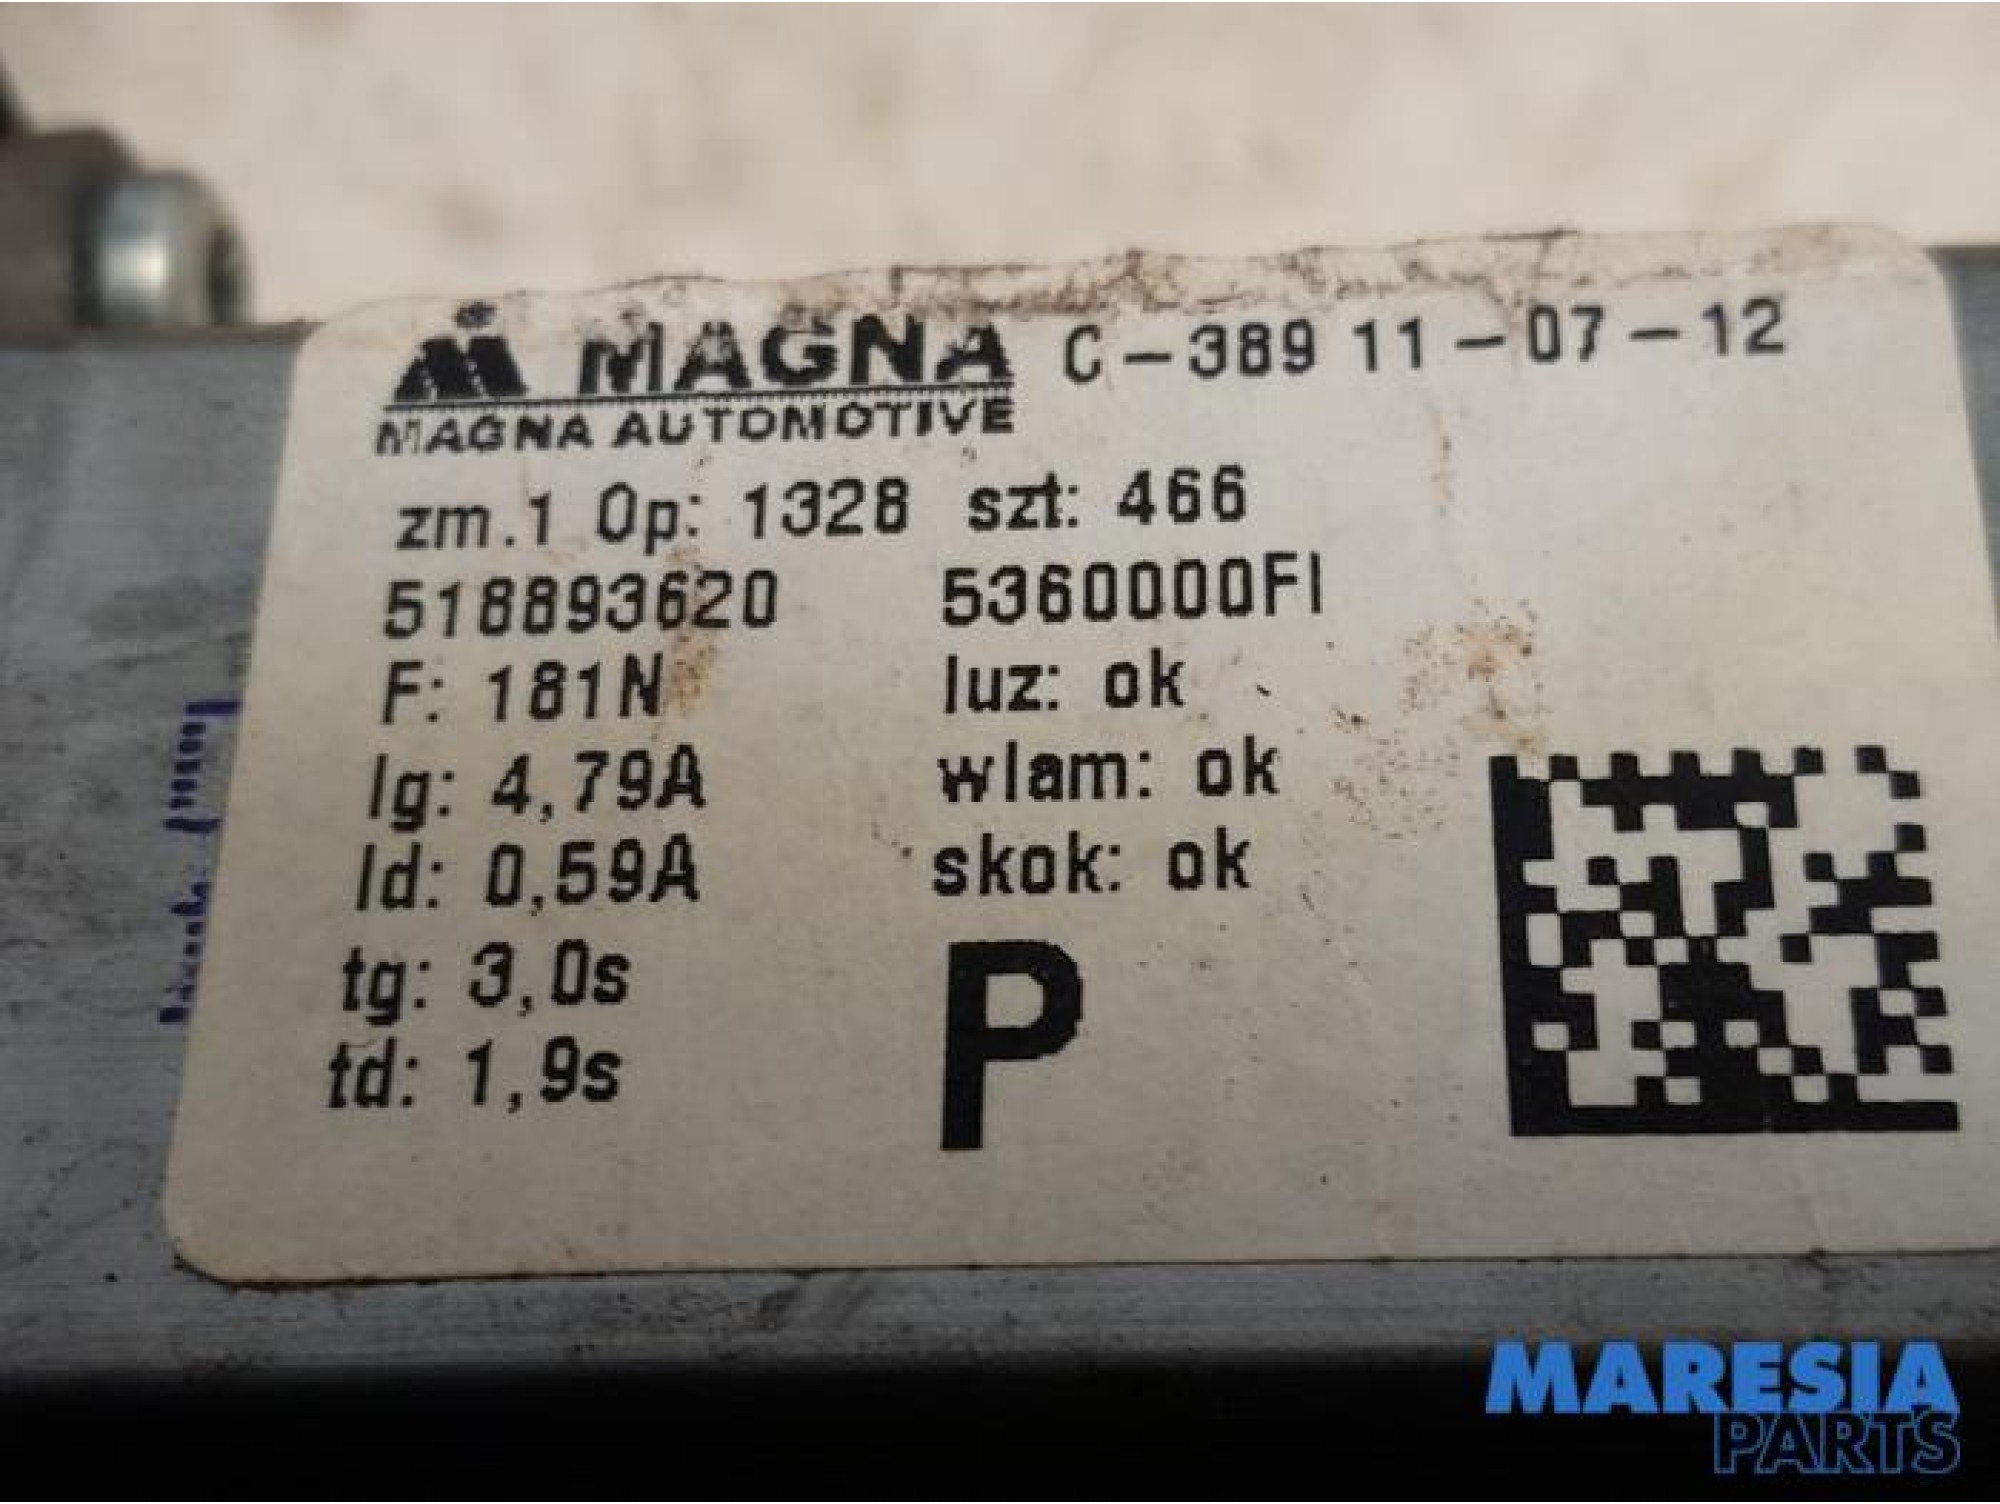 MAGNA C-389 11-07-12
MAGNA AUTOMOTIVE
zm.1 Op: 1328 szt: 466
518893620 5360000FI
F: 181N luz: ok
Ig: 4,79A wlam: ok
Id: 0,59A skok: ok
tg: 3,0s
td: 1,9s
P
MARESIA
PARTS